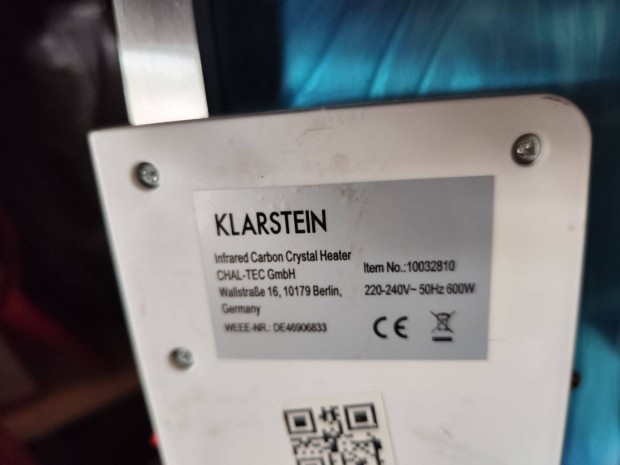 KLARSTEIN
Infrared Carbon Crystal Heater
CHAL-TEC GmbH
Wallstraße 16, 10179 Berlin,
Germany
WEEE-NR.: DE46906833
Item No.:10032810
220-240V~ 50Hz 600W
CE